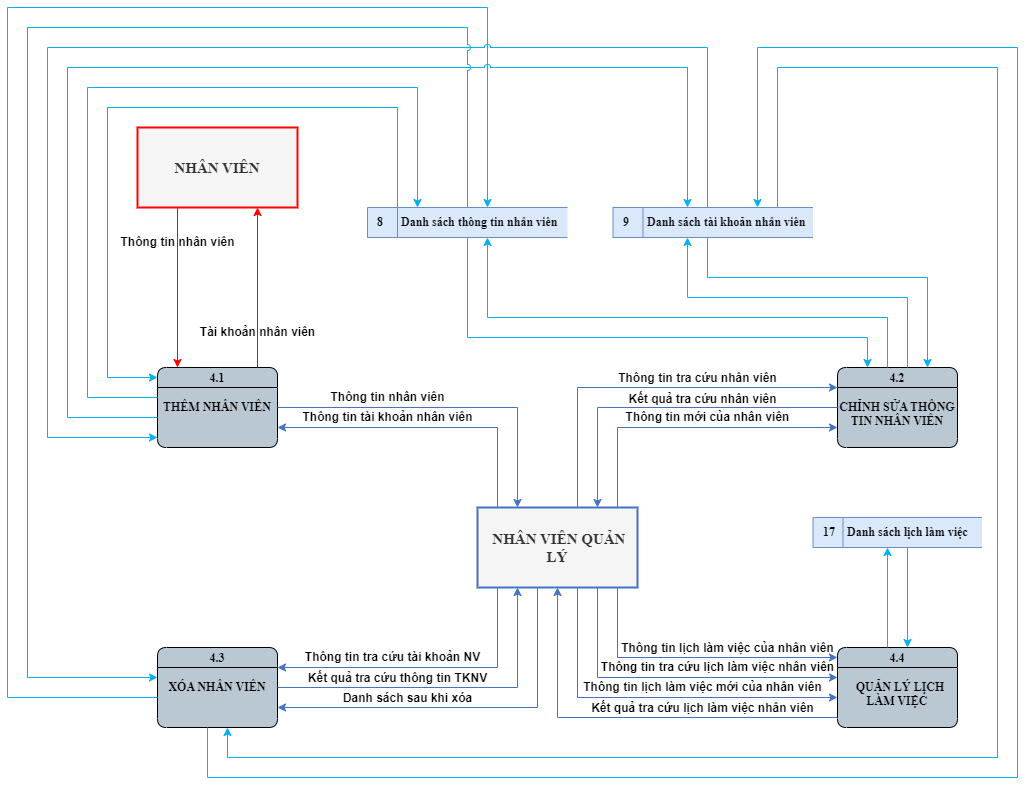 NHÂN VIÊN
8 Danh sách thông tin nhân viên
9 Danh sách tài khoản nhân viên
Thông tin nhân viên
Tài khoản nhân viên
4.1
THÊM NHÂN VIÊN
Thông tin nhân viên
Thông tin tài khoản nhân viên
Thông tin tra cứu nhân viên
Kết quả tra cứu nhân viên
Thông tin mới của nhân viên
4.2
CHỈNH SỬA THÔNG
TIN NHÂN VIÊN
NHÂN VIÊN QUẢN
LÝ
17 Danh sách lịch làm việc
4.3
XÓA NHÂN VIÊN
Thông tin tra cứu tài khoản NV
Kết quả tra cứu thông tin TKNV
Danh sách sau khi xóa
Thông tin lịch làm việc của nhân viên
Thông tin tra cứu lịch làm việc nhân viên
Thông tin lịch làm việc mới của nhân viên
Kết quả tra cứu lịch làm việc nhân viên
4.4
QUẢN LÝ LỊCH
LÀM VIỆC